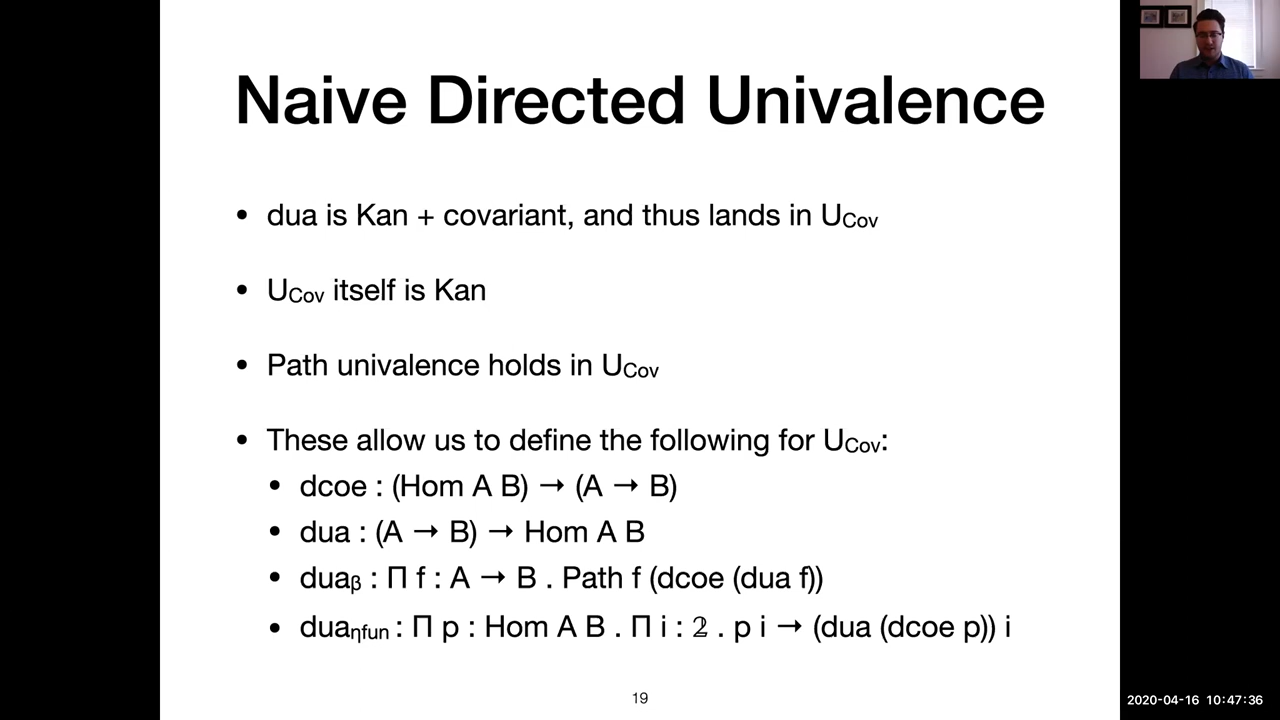 Naive Directed Univalence
• dua is Kan + covariant, and thus lands in UCov
• UCov itself is Kan
• Path univalence holds in UCov
• These allow us to define the following for UCov:
• dcoe : (Hom A B) → (A → B)
• dua : (A → B) → Hom A B
• duaβ : Π f : A → B . Path f (dcoe (dua f))
• duaηfun : Π p : Hom A B . Π i : 𝟚 . p i → (dua (dcoe p)) i
19
2020-04-16 10:47:36